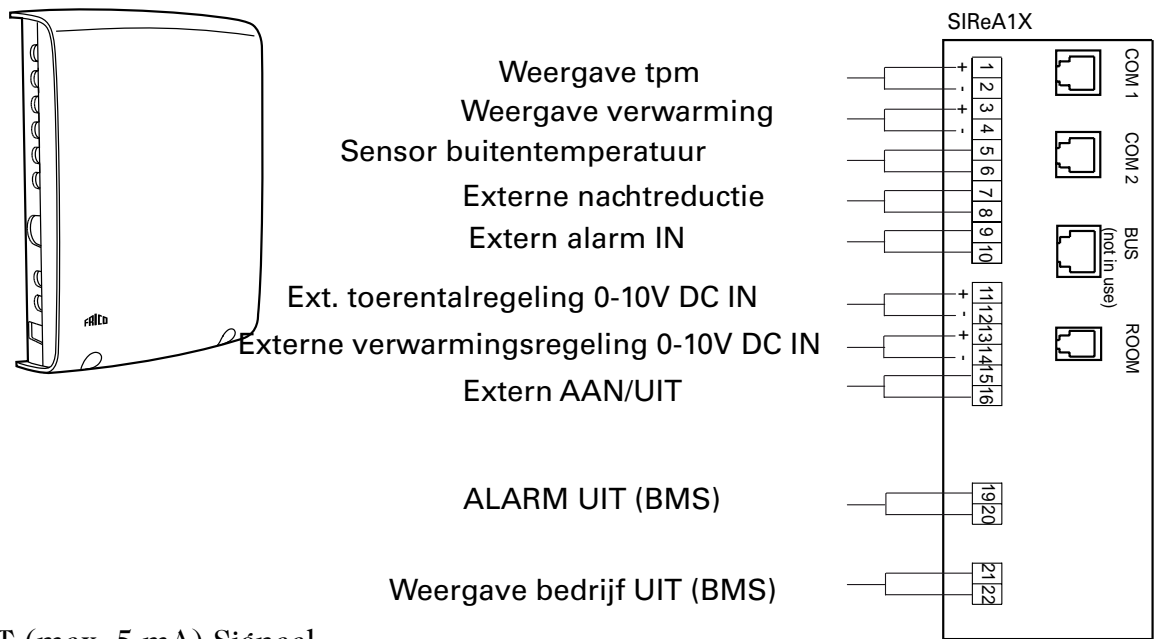 SIReA1X
Weergave tpm
+ 1
- 2
COM 1
Weergave verwarming
+ 3
- 4
Sensor buitentemperatuur
5
6
COM 2
Externe nachtreductie
7
8
Extern alarm IN
9
10
BUS
(not in use)
Ext. toerentalregeling 0-10V DC IN
+ 11
- 12
Externe verwarmingsregeling 0-10V DC IN
+ 13
- 14
ROOM
Extern AAN/UIT
15
16
FRICO
ALARM UIT (BMS)
19
20
Weergave bedrijf UIT (BMS)
21
22
(max. 5 mA)